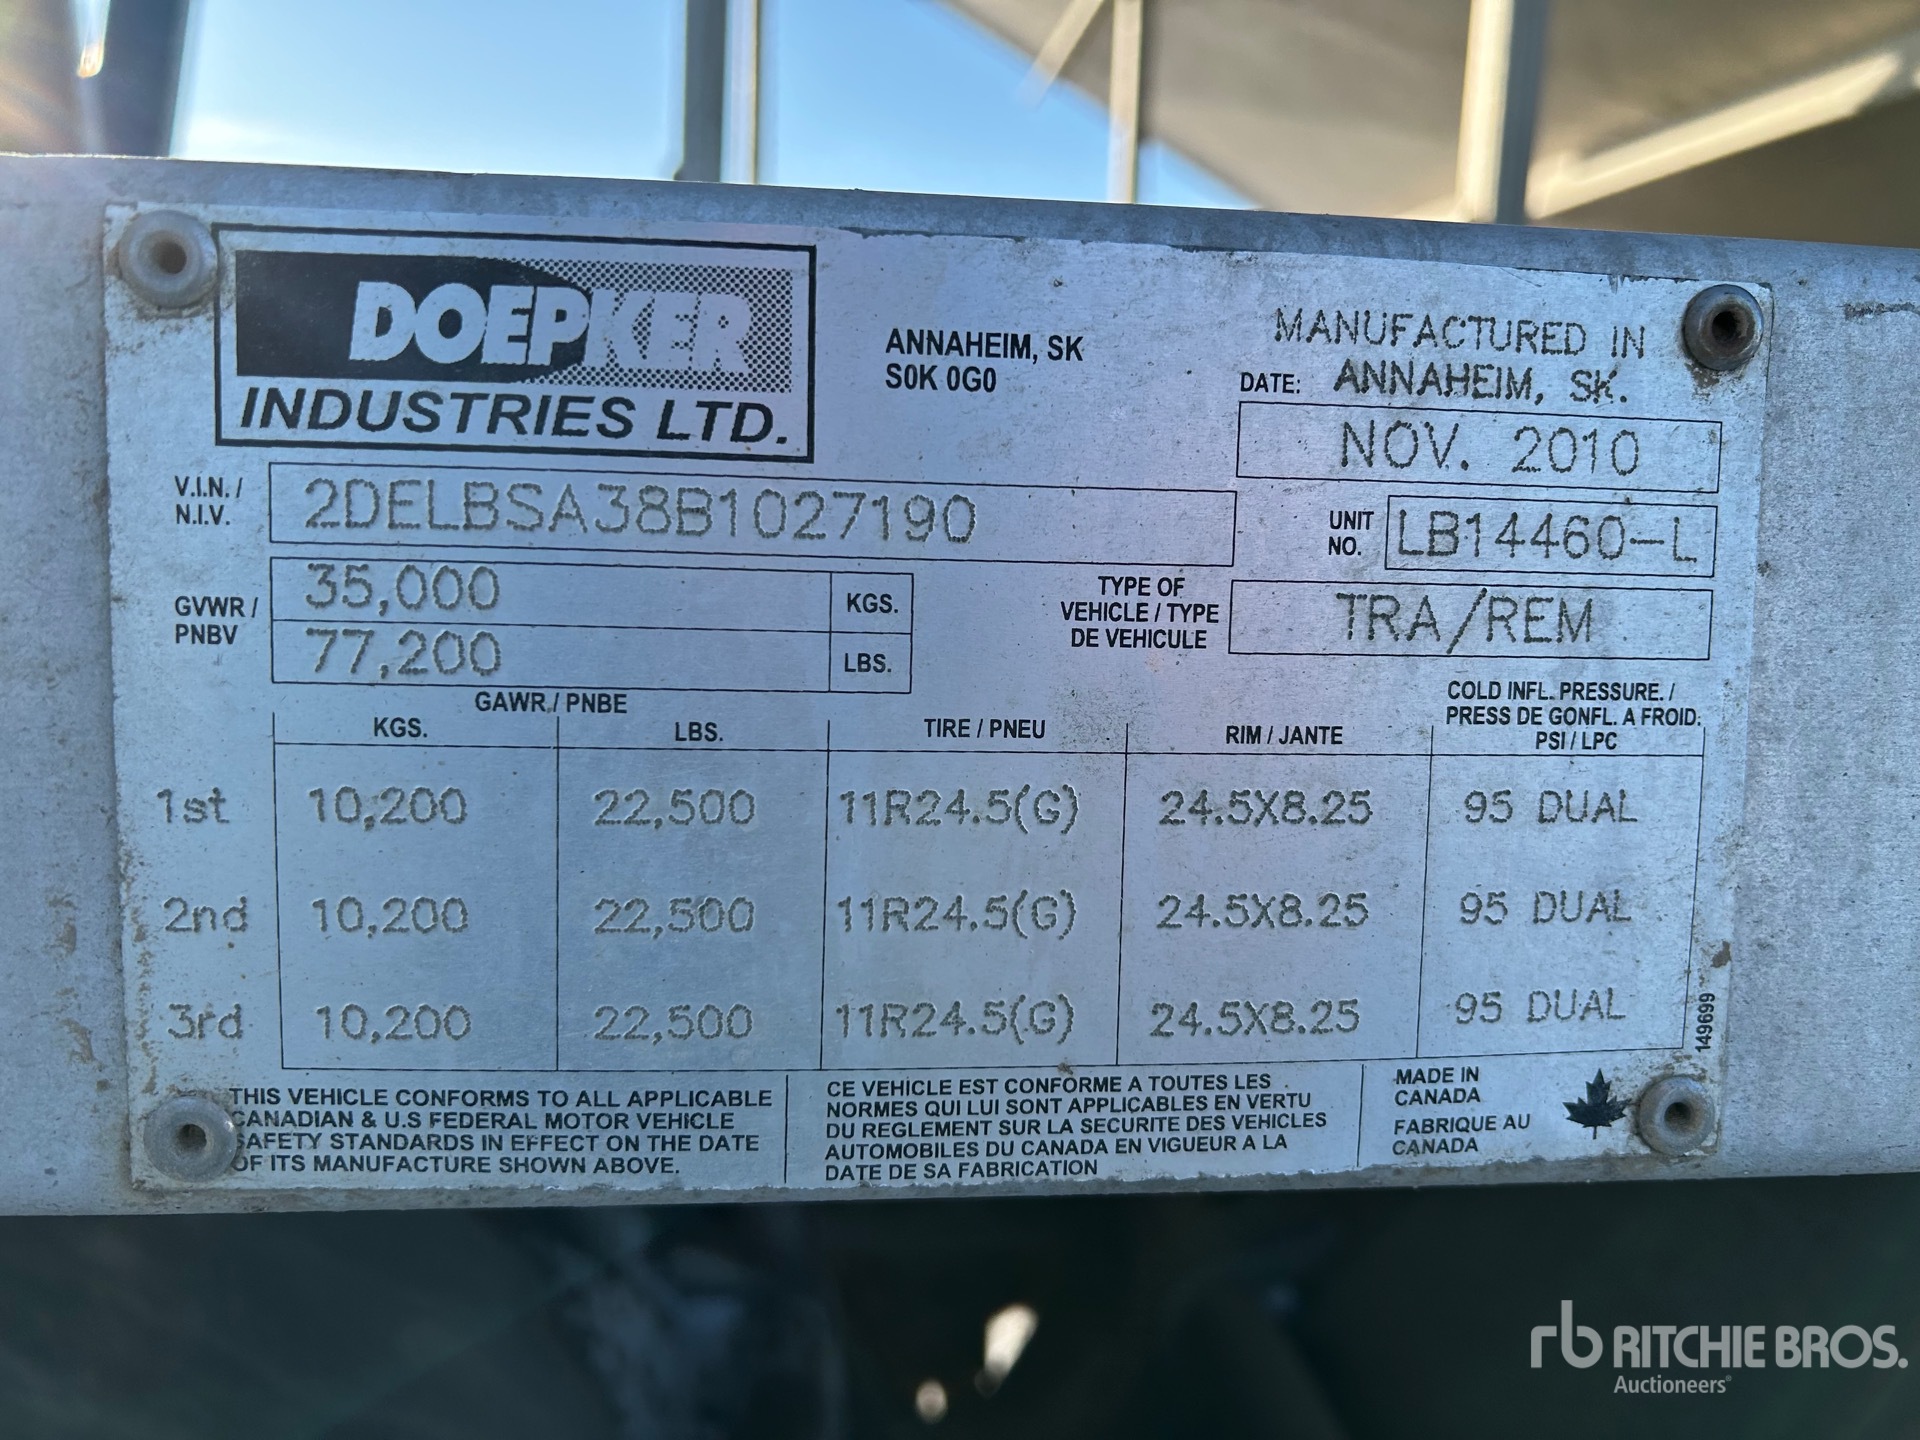 DOEPKER
INDUSTRIES LTD.
ANNAHEIM, SK
S0K 0G0
MANUFACTURED IN
DATE: ANNAHEIM, SK.
NOV. 2010
V.I.N. /
N.I.V.
2DELBSA38B1027190
UNIT
NO.
LB14460-L
GVWR /
PNBV
35,000 KGS.
77,200 LBS.
TYPE OF
VEHICLE / TYPE
DE VEHICULE
TRA/REM
GAWR / PNBE
COLD INFL. PRESSURE. /
PRESS DE GONFL. A FROID.
PSI / LPC
KGS. LBS. TIRE / PNEU RIM / JANTE
1st 10,200 22,500 11R24.5(G) 24.5X8.25 95 DUAL
2nd 10,200 22,500 11R24.5(G) 24.5X8.25 95 DUAL
3rd 10,200 22,500 11R24.5(G) 24.5X8.25 95 DUAL
149699
THIS VEHICLE CONFORMS TO ALL APPLICABLE
CANADIAN & U.S FEDERAL MOTOR VEHICLE
SAFETY STANDARDS IN EFFECT ON THE DATE
OF ITS MANUFACTURE SHOWN ABOVE.
CE VEHICLE EST CONFORME A TOUTES LES
NORMES QUI LUI SONT APPLICABLES EN VERTU
DU REGLEMENT SUR LA SECURITE DES VEHICLES
AUTOMOBILES DU CANADA EN VIGUEUR A LA
DATE DE SA FABRICATION
MADE IN
CANADA
FABRIQUE AU
CANADA
rb RITCHIE BROS.
Auctioneers®